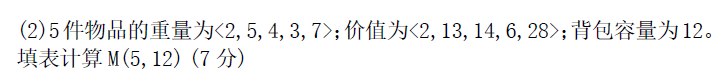 (2)5件物品的重量为<2,5,4,3,7>;价值为<2,13,14,6,28>;背包容量为12。
填表计算M(5,12) (7分)